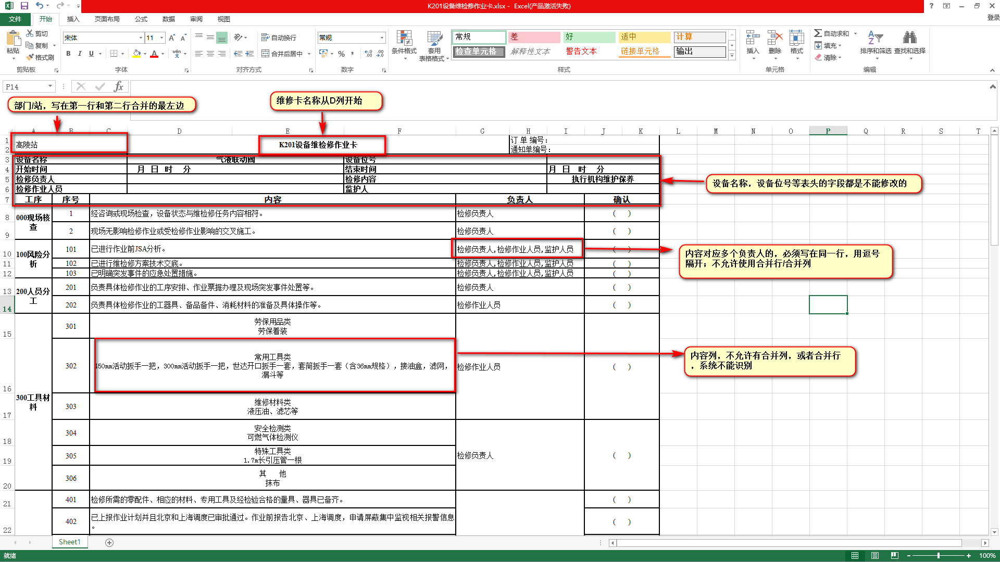 K201设备维检修作业卡.xlsx - Excel(产品激活失败)
文件 开始 插入 页面布局 公式 数据 审阅 视图 登录
粘贴 剪切 复制 格式刷 剪贴板
宋体 11 B I U A A A wén 字体
自动换行 合并后居中 对齐方式
常规 % , 数字
条件格式 套用 表格格式
常规 差 好 适中 计算
检查单元格 解释性文本 警告文本 链接单元格 输出
样式
插入 删除 格式 单元格
自动求和 填充 清除 排序和筛选 查找和选择 编辑
P14 fx
部门/站，写在第一行和第二行合并的最左边
维修卡名称从D列开始
A B C D E F G H I J K L M N O P Q R S T
1 高陵站 K201设备维检修作业卡 订 单 编号：
2 通知单编号：
3 设备名称 气液联动阀 设备位号
4 开始时间 月 日 时 分 结束时间 月 日 时 分
5 检修负责人 检修内容 执行机构维护保养
6 检修作业人员 监护人
7 工序 序号 内容 负责人 确认
设备名称，设备位号等表头的字段都是不能修改的
8 000现场核查 1 经咨询或现场检查，设备状态与维检修任务内容相符。 检修负责人 ( )
9 2 现场无影响检修作业或受检修作业影响的交叉施工。 检修负责人 ( )
10 100风险分析 101 已进行作业前JSA分析。 检修负责人,检修作业人员,监护人员 ( )
11 102 已进行维检修方案技术交底。 检修负责人,检修作业人员,监护人员 ( )
12 103 已明确突发事件的应急处置措施。 检修负责人,检修作业人员,监护人员 ( )
内容对应多个负责人的，必须写在同一行，用逗号
隔开；不允许使用合并行/合并列
13 200人员分工 201 负责具体检修作业的工序安排、作业票据办理及现场突发事件处置等。 检修负责人 ( )
14 202 负责具体检修作业的工器具、备品备件、消耗材料的准备及具体操作等。 检修作业人员 ( )
15 301 劳保用品类
劳保着装
16 300工具材料 302 常用工具类
450mm活动扳手一把，300mm活动扳手一把，世达开口扳手一套，套筒扳手一套（含36mm规格），接油盒，滤网，
漏斗等
检修作业人员 ( )
内容列，不允许有合并列，或者合并行
，系统不能识别
17 303 维修材料类
液压油、滤芯等
18 304 安全检测类
可燃气体检测仪
19 305 特殊工具类
1.7m长引压管一根
检修负责人 ( )
20 306 其 他
抹布
21 401 检修所需的零配件、相应的材料、专用工具及经检验合格的量具、器具已备齐。 ( )
22 402 已上报作业计划并且北京和上海调度已审批通过。作业前报告北京、上海调度，申请屏蔽集中监视相关报警信息
。 ( )
Sheet1
就绪 100%